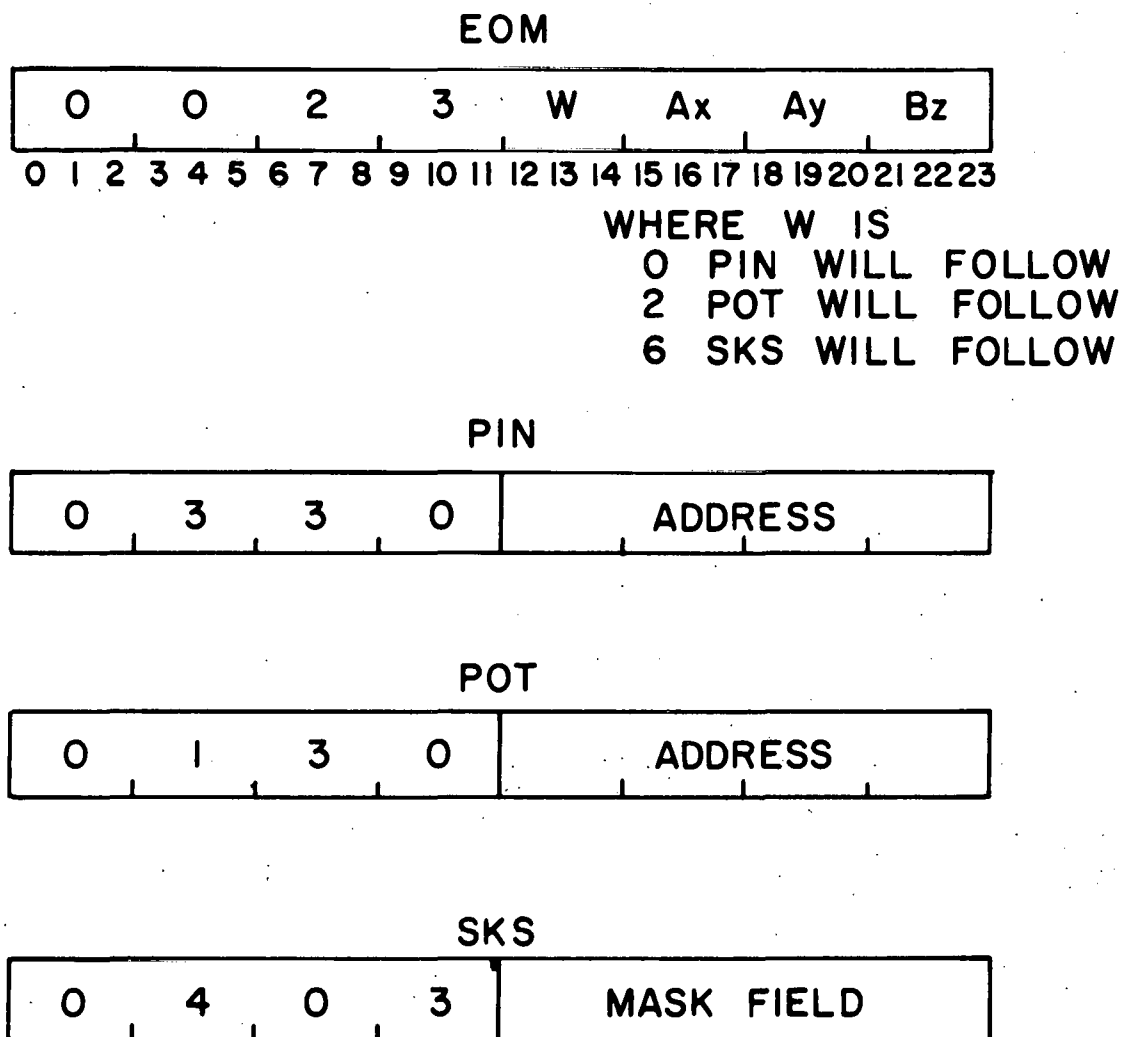 EOM
0 0 2 3 W Ax Ay Bz
0 1 2 3 4 5 6 7 8 9 10 11 12 13 14 15 16 17 18 19 20 21 22 23
WHERE W IS
0 PIN WILL FOLLOW
2 POT WILL FOLLOW
6 SKS WILL FOLLOW
PIN
0 3 3 0 ADDRESS
POT
0 1 3 0 ADDRESS
SKS
0 4 0 3 MASK FIELD